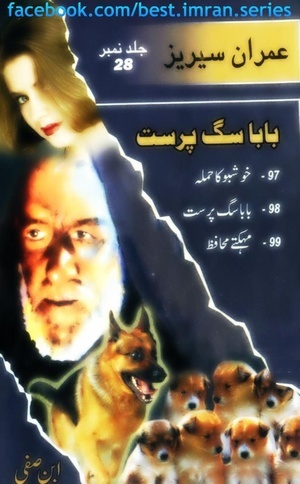 facebook.com/best.imran.series
عمران سیریز
جلد نمبر
28
بابا سگ پرست
97- خوشبو کا حملہ
98- بابا سگ پرست
99- مہکتے محافظ
ابن صفی